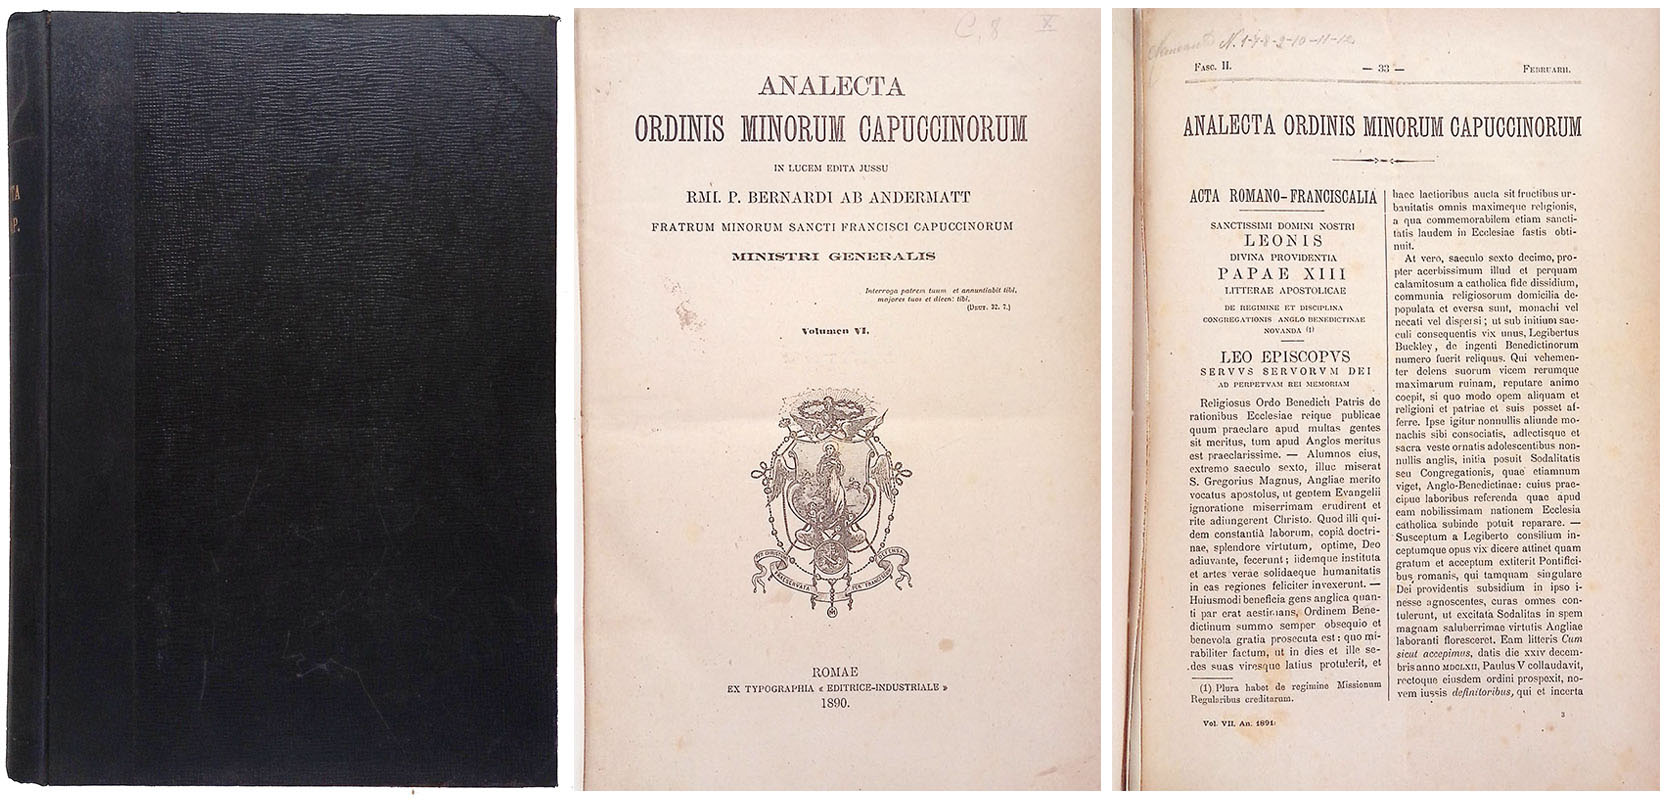 TA
P.
C. 8
X
ANALECTA
ORDINIS MINORUM CAPUCCINORUM
IN LUCEM EDITA JUSSU
RMI. P. BERNARDI AB ANDERMATT
FRATRUM MINORUM SANCTI FRANCISCI CAPUCCINORUM
MINISTRI GENERALIS
Interroga patrem tuum et annuntiabit tibi,
majores tuos et dicent tibi,
(DEUT. 32. 7.)
Volumen VI.
ME CHRISTUS DEFENSA
PRESERVATA PER FRANCISCUM
ROMAE
EX TYPOGRAPHIA « EDITRICE-INDUSTRIALE »
1890.
N. 1-7-8-9-10-11-12
FASC. II. — 33 — FEBRUARII.
ANALECTA ORDINIS MINORUM CAPUCCINORUM
ACTA ROMANO-FRANCISCALIA
SANCTISSIMI DOMINI NOSTRI
LEONIS
DIVINA PROVIDENTIA
PAPAE XIII
LITTERAE APOSTOLICAE
DE REGIMINE ET DISCIPLINA
CONGREGATIONIS ANGLO BENEDICTINAE
NOVANDA (1)
LEO EPISCOPVS
SERVVS SERVORVM DEI
AD PERPETVAM REI MEMORIAM
Religiosus Ordo Benedicti Patris de
rationibus Ecclesiae reique publicae
quum praeclare apud multas gentes
sit meritus, tum apud Anglos meritus
est praeclarissime. — Alumnos eius,
extremo saeculo sexto, illuc miserat
S. Gregorius Magnus, Angliae merito
vocatus apostolus, ut gentem Evangelii
ignoratione miserrimam erudirent et
rite adiungerent Christo. Quod illi qui-
dem constantiâ laborum, copiâ doctri-
nae, splendore virtutum, optime, Deo
adiuvante, fecerunt; iidemque instituta
et artes verae solidaeque humanitatis
in eas regiones feliciter invexerunt. —
Huiusmodi beneficia gens anglica quan-
ti par erat aestimans, Ordinem Bene-
dictinum summo semper obsequio et
benevola gratia prosecuta est: quo mi-
rabiliter factum, ut in dies et ille se-
des suas viresque latius protulerit, et
(1) Plura habet de regimine Missionum
Regularibus creditarum.
Vol. VII. An. 1891
haec laetioribus aucta sit fructibus ur-
banitatis omnis maximeque religionis,
a qua commemorabilem etiam sancti-
tatis laudem in Ecclesiae fastis obti-
nuit.
At vero, saeculo sexto decimo, pro-
pter acerbissimum illud et perquam
calamitosum a catholica fide dissidium,
communia religiosorum domicilia de-
populata et eversa sunt, monachi vel
necati vel dispersi; ut sub initium sae-
culi consequentis vix unus, Legibertus
Buckley, de ingenti Benedictinorum
numero fuerit reliquus. Qui vehemen-
ter dolens suorum vicem rerumque
maximarum ruinam, reputare animo
coepit, si quo modo opem aliquam et
religioni et patriae et suis posset af-
ferre. Ipse igitur nonnullis aliunde mo-
nachis sibi consociatis, adlectisque et
sacra veste ornatis adolescentibus non-
nullis anglis, initia posuit Sodalitatis
seu Congregationis, quae etiamnum
viget, Anglo-Benedictinae: cuius prae-
cipue laboribus referenda quae apud
eam nobilissimam nationem Ecclesia
catholica subinde potuit reparare. —
Susceptum a Legiberto consilium in-
ceptumque opus vix dicere attinet quam
gratum et acceptum extiterit Pontifici-
bus romanis, qui tamquam singulare
Dei providentis subsidium in ipso i-
nesse agnoscentes, curas omnes con-
tulerunt, ut excitata Sodalitas in spem
magnam saluberrimae virtutis Angliae
laboranti floresceret. Eam litteris Cum
sicut accepimus, datis die XXIV decem-
bris anno MDCLXII, Paulus V collaudavit,
rectoque eiusdem ordini prospexit, no-
vem iussis definitoribus, qui et incerta
3